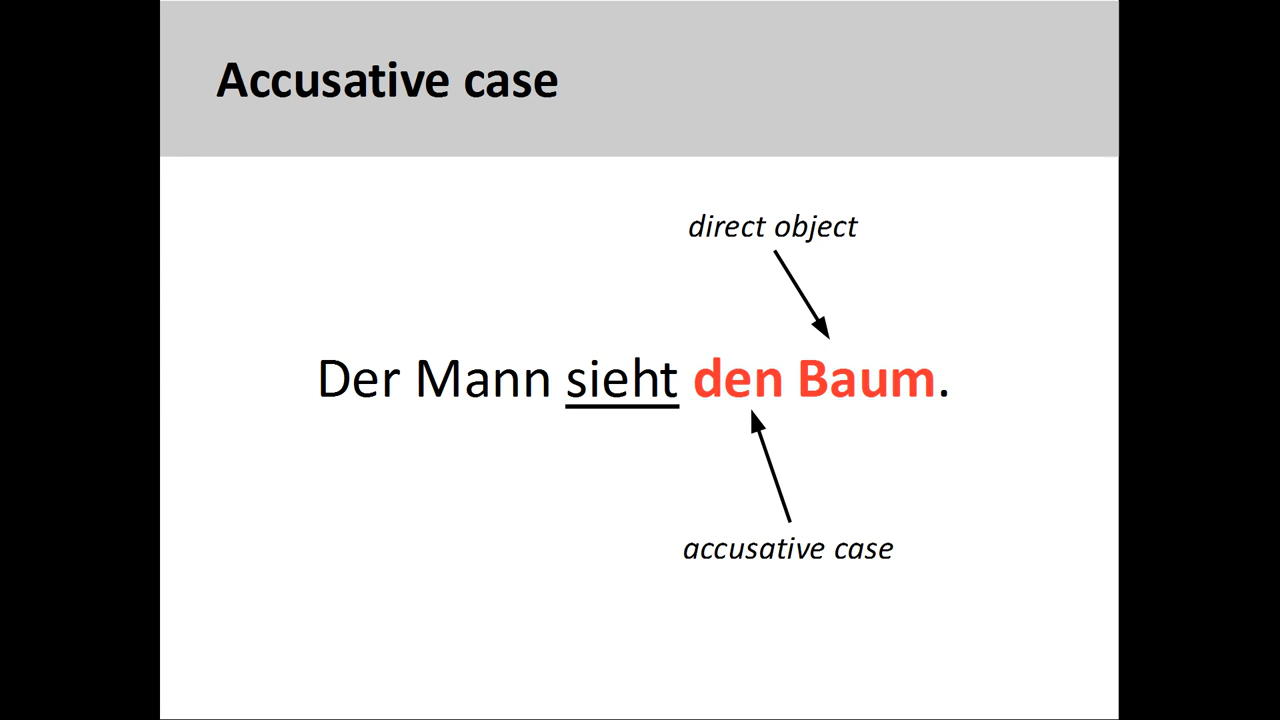 Accusative case
direct object
Der Mann sieht den Baum.
accusative case